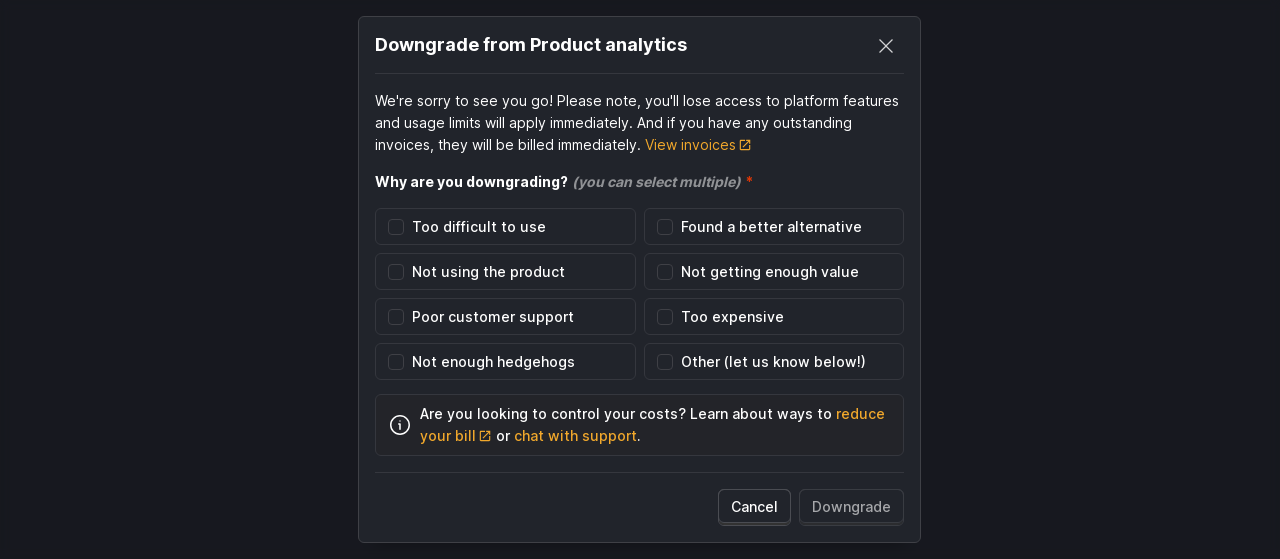 Downgrade from Product analytics
We're sorry to see you go! Please note, you'll lose access to platform features
and usage limits will apply immediately. And if you have any outstanding
invoices, they will be billed immediately. View invoices
Why are you downgrading? (you can select multiple) *
Too difficult to use
Found a better alternative
Not using the product
Not getting enough value
Poor customer support
Too expensive
Not enough hedgehogs
Other (let us know below!)
Are you looking to control your costs? Learn about ways to reduce
your bill or chat with support.
Cancel
Downgrade